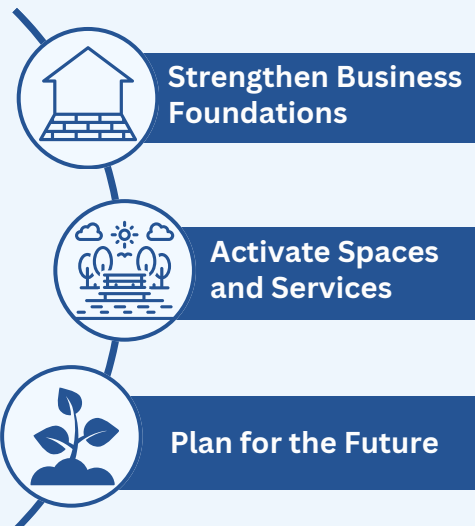 Strengthen Business
Foundations
Activate Spaces
and Services
Plan for the Future